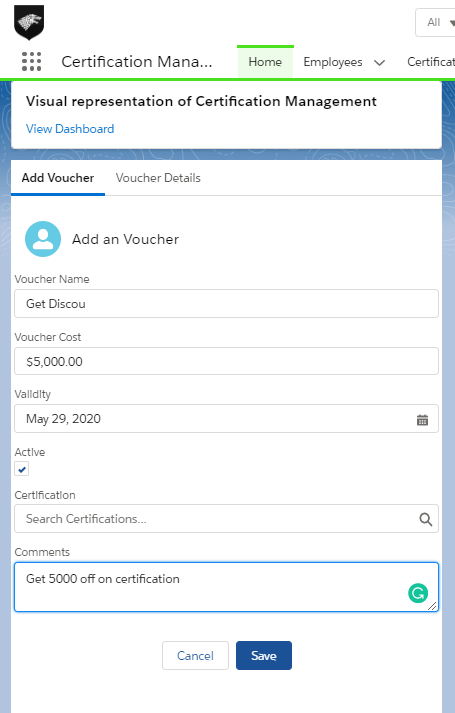 All
Certification Mana... Home Employees Certificat
Visual representation of Certification Management
View Dashboard
Add Voucher Voucher Details
Add an Voucher
Voucher Name
Get Discou
Voucher Cost
$5,000.00
Validity
May 29, 2020
Active
Certification
Search Certifications...
Comments
Get 5000 off on certification
Cancel Save